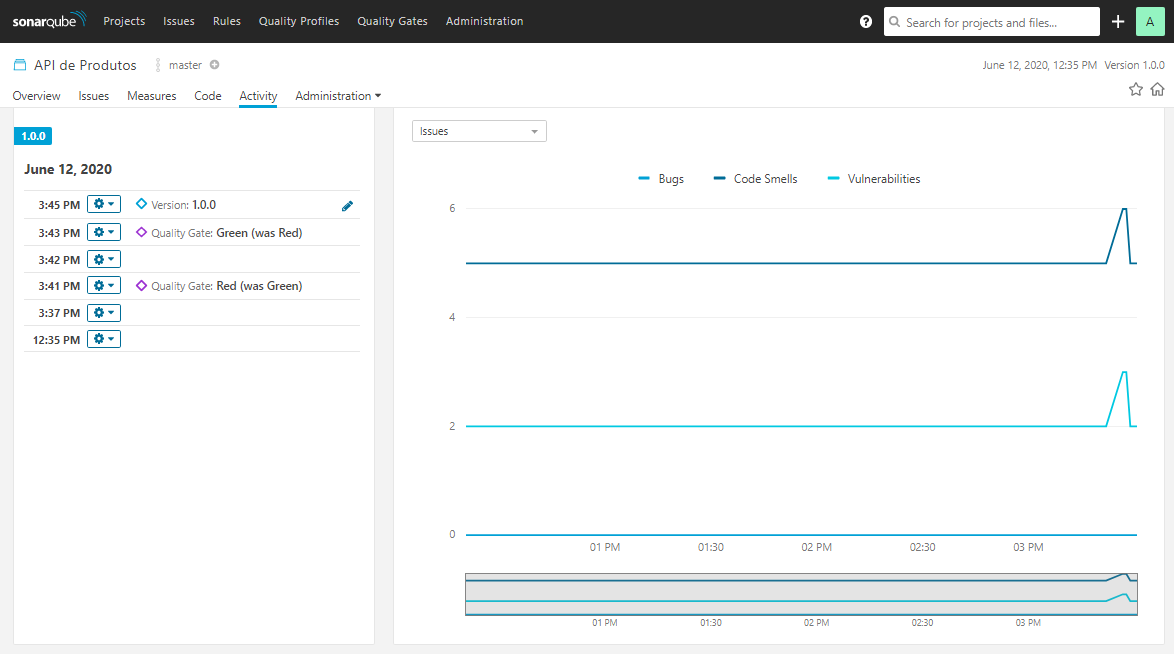 sonarqube Projects Issues Rules Quality Profiles Quality Gates Administration ? Search for projects and files... A
API de Produtos master June 12, 2020, 12:35 PM Version 1.0.0
Overview Issues Measures Code Activity Administration
1.0.0
June 12, 2020
3:45 PM Version: 1.0.0
3:43 PM Quality Gate: Green (was Red)
3:42 PM
3:41 PM Quality Gate: Red (was Green)
3:37 PM
12:35 PM
Issues
Bugs Code Smells Vulnerabilities
6
4
2
0
01 PM 01:30 02 PM 02:30 03 PM
01 PM 01:30 02 PM 02:30 03 PM